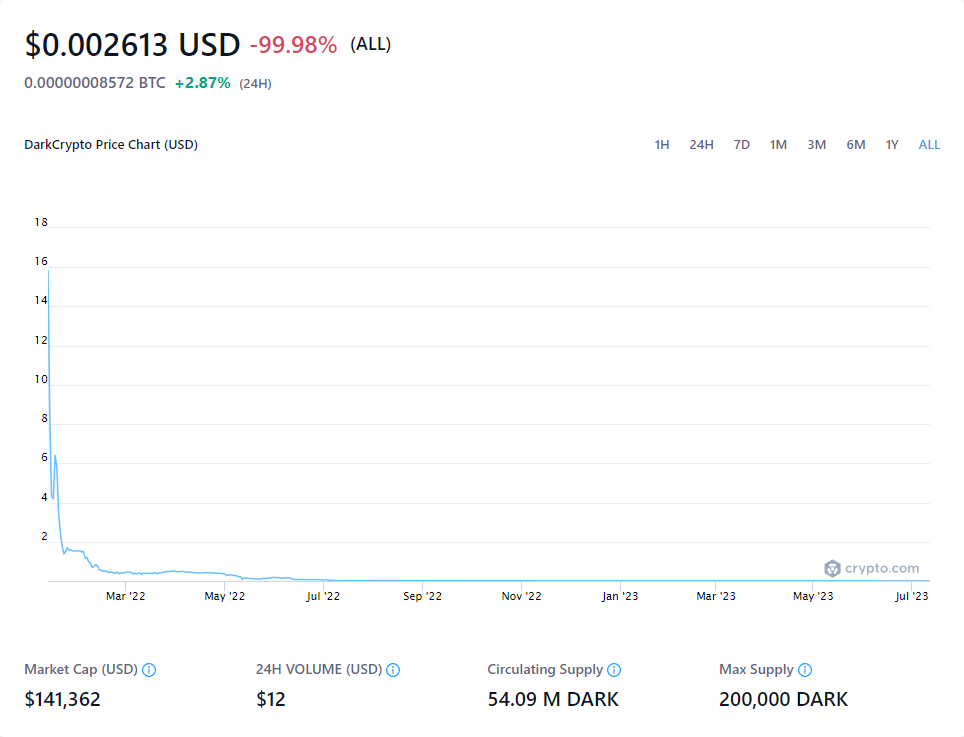 $0.002613 USD -99.98% (ALL)
0.00000008572 BTC +2.87% (24H)
DarkCrypto Price Chart (USD) 1H 24H 7D 1M 3M 6M 1Y ALL
18
16
14
12
10
8
6
4
2
crypto.com
Mar '22 May '22 Jul '22 Sep '22 Nov '22 Jan '23 Mar '23 May '23 Jul '23
Market Cap (USD) 24H VOLUME (USD) Circulating Supply Max Supply
$141,362 $12 54.09 M DARK 200,000 DARK